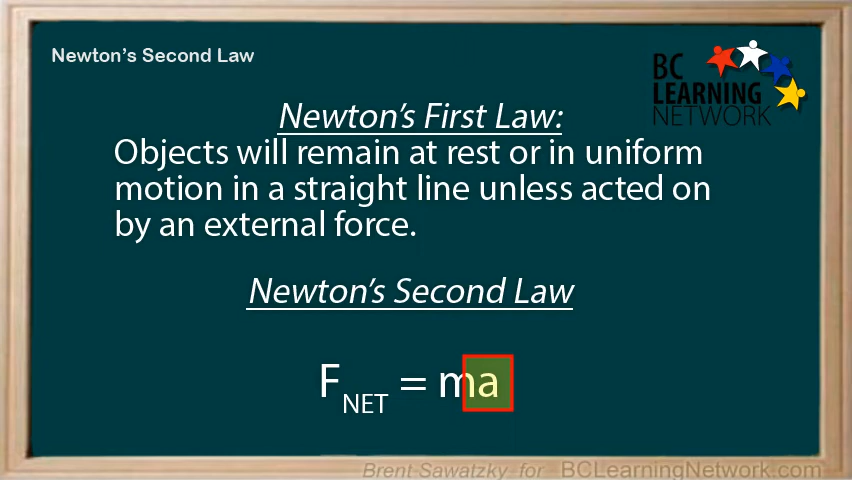 Newton's Second Law
BC
LEARNING
NETWORK
Newton's First Law:
Objects will remain at rest or in uniform
motion in a straight line unless acted on
by an external force.
Newton's Second Law
F_NET = ma
Brent Sawatzky for BCLearningNetwork.com